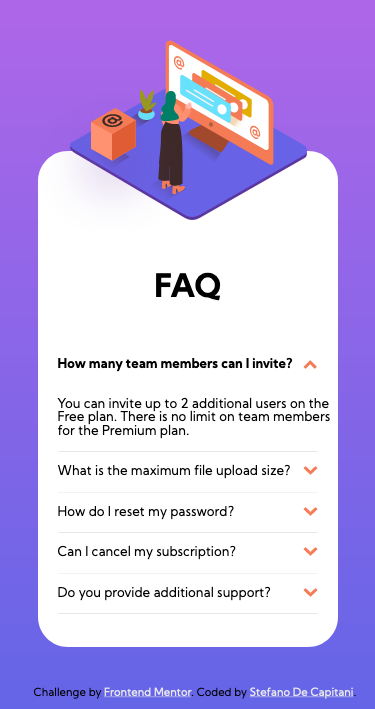 @
@
@
FAQ
How many team members can I invite?
You can invite up to 2 additional users on the
Free plan. There is no limit on team members
for the Premium plan.
What is the maximum file upload size?
How do I reset my password?
Can I cancel my subscription?
Do you provide additional support?
Challenge by Frontend Mentor. Coded by Stefano De Capitani.